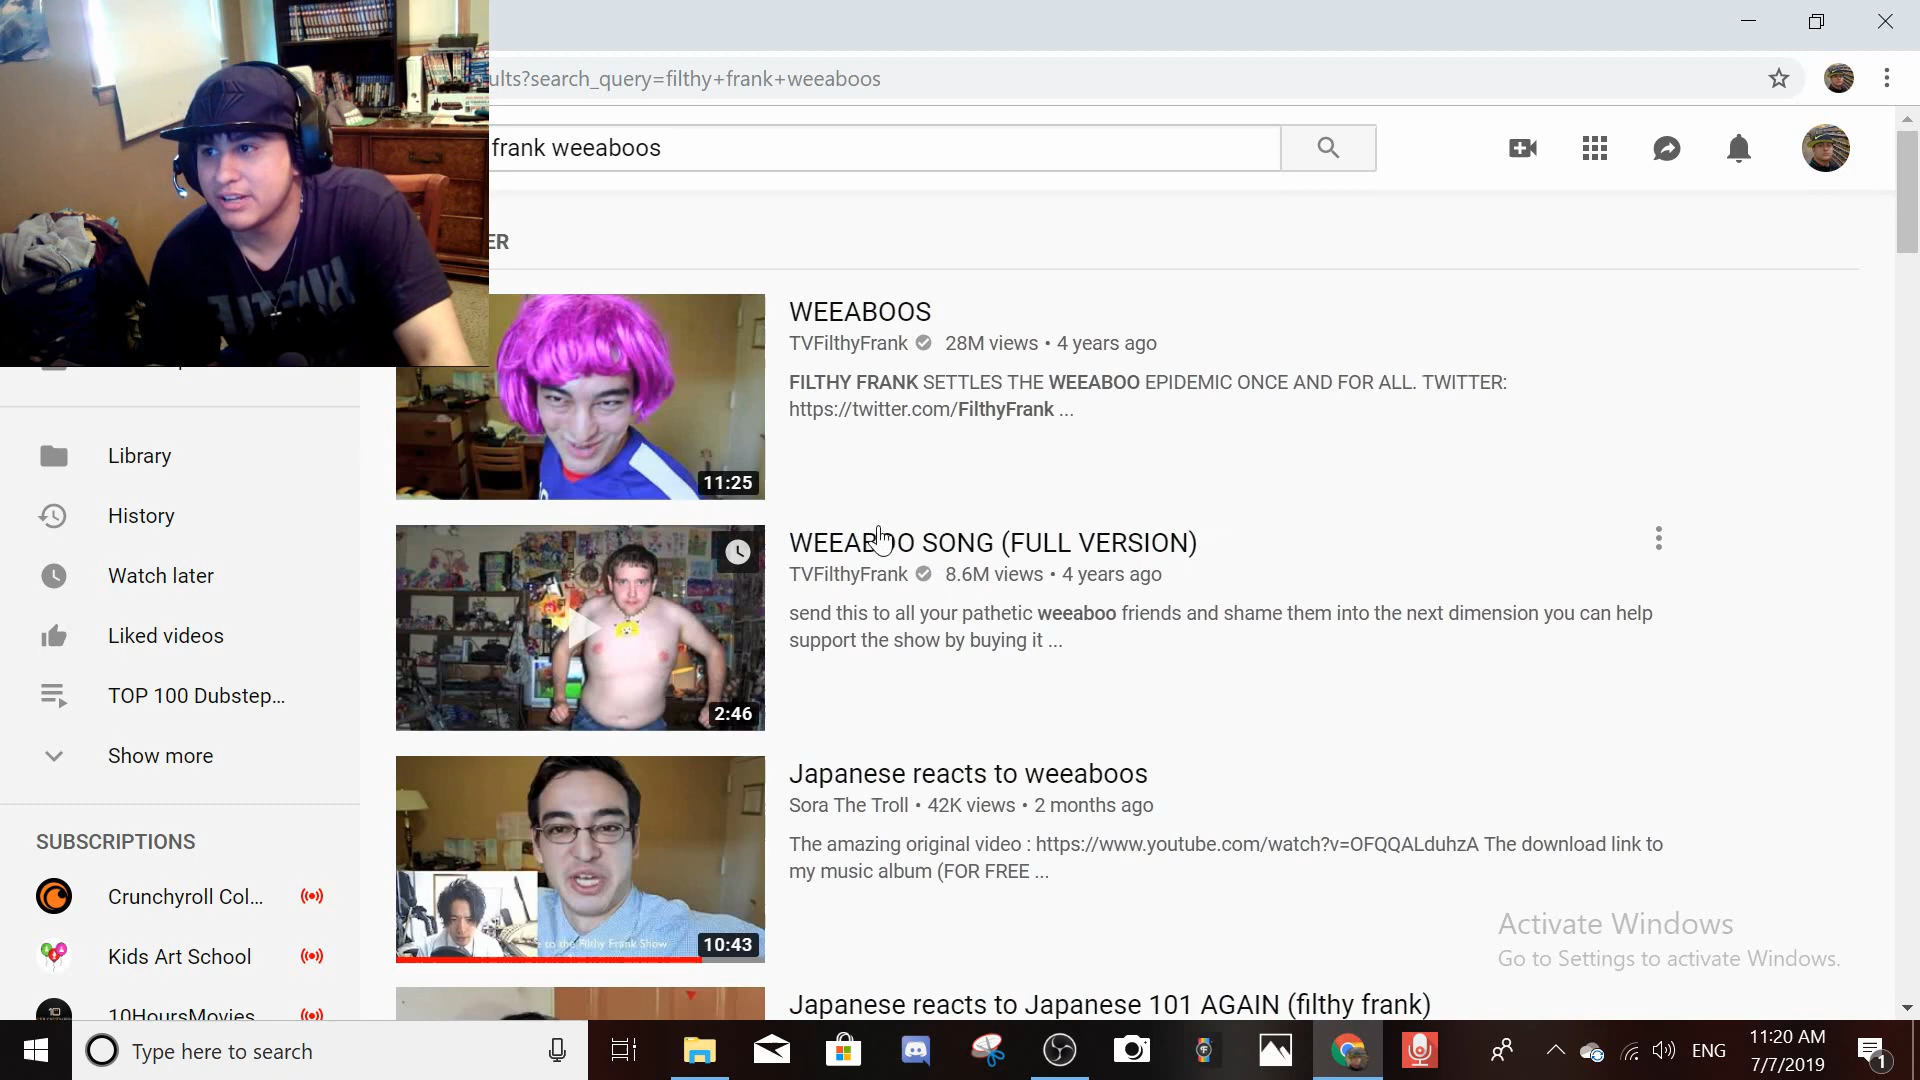 ults?search_query=filthy+frank+weeaboos
frank weeaboos
ER
WEEABOOS
TVFilthyFrank 28M views • 4 years ago
FILTHY FRANK SETTLES THE WEEABOO EPIDEMIC ONCE AND FOR ALL. TWITTER:
https://twitter.com/FilthyFrank ...
11:25
WEEABOO SONG (FULL VERSION)
TVFilthyFrank 8.6M views • 4 years ago
send this to all your pathetic weeaboo friends and shame them into the next dimension you can help
support the show by buying it ...
2:46
Japanese reacts to weeaboos
Sora The Troll • 42K views • 2 months ago
The amazing original video : https://www.youtube.com/watch?v=OFQQALduhzA The download link to
my music album (FOR FREE ...
e to the Filthy Frank Show
10:43
Japanese reacts to Japanese 101 AGAIN (filthy frank)
Library
History
Watch later
Liked videos
TOP 100 Dubstep...
Show more
SUBSCRIPTIONS
Crunchyroll Col...
Kids Art School
10HoursMovies
Activate Windows
Go to Settings to activate Windows.
Type here to search
ENG
11:20 AM
7/7/2019
1